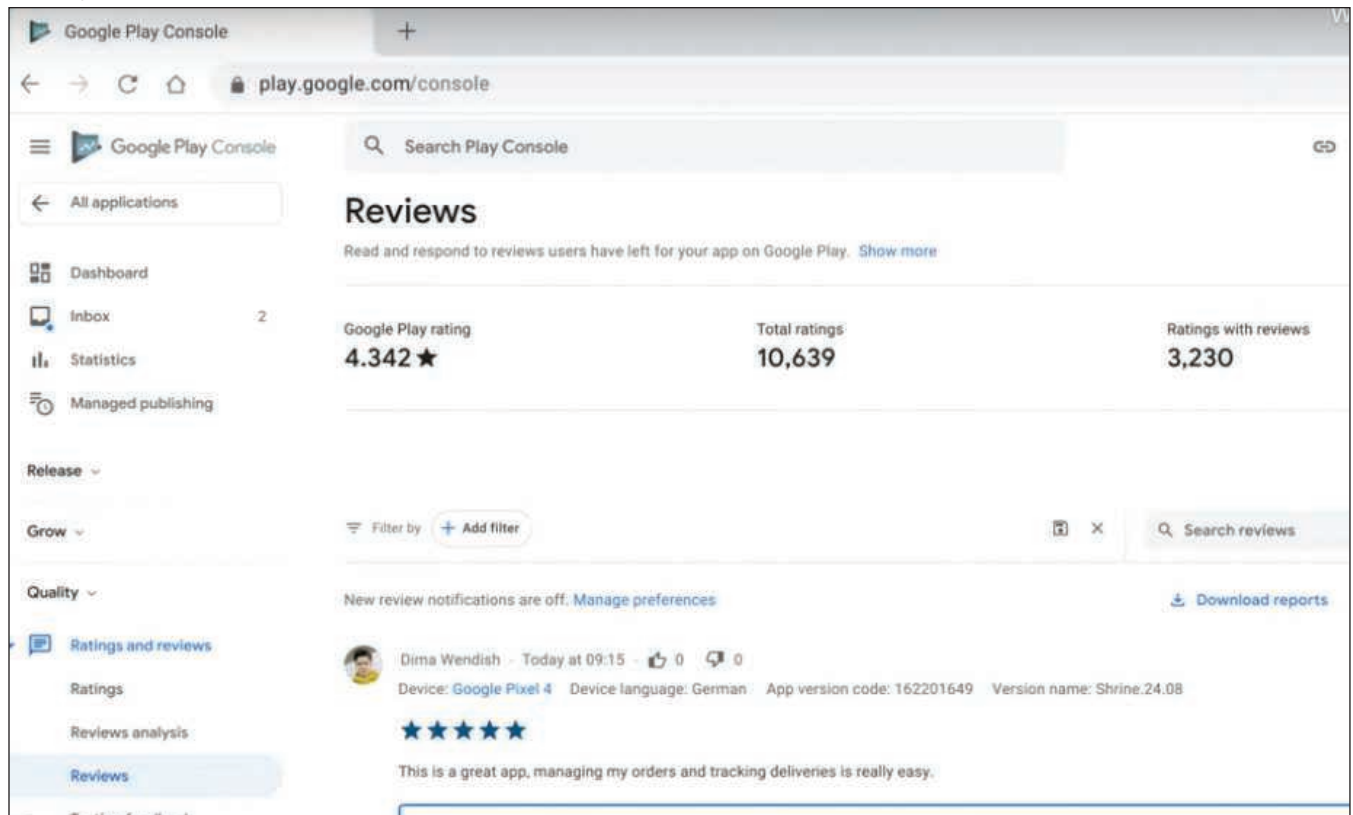 Google Play Console
play.google.com/console
Google Play Console
Search Play Console
All applications
Dashboard
Inbox 2
Statistics
Managed publishing
Release
Grow
Quality
Ratings and reviews
Ratings
Reviews analysis
Reviews
Reviews
Read and respond to reviews users have left for your app on Google Play. Show more
Google Play rating Total ratings Ratings with reviews
4.342 ★ 10,639 3,230
Filter by + Add filter
Search reviews
New review notifications are off. Manage preferences
Download reports
Dima Wendish · Today at 09:15 · 0 0
Device: Google Pixel 4 Device language: German App version code: 162201649 Version name: Shrine.24.08
★★★★★
This is a great app, managing my orders and tracking deliveries is really easy.